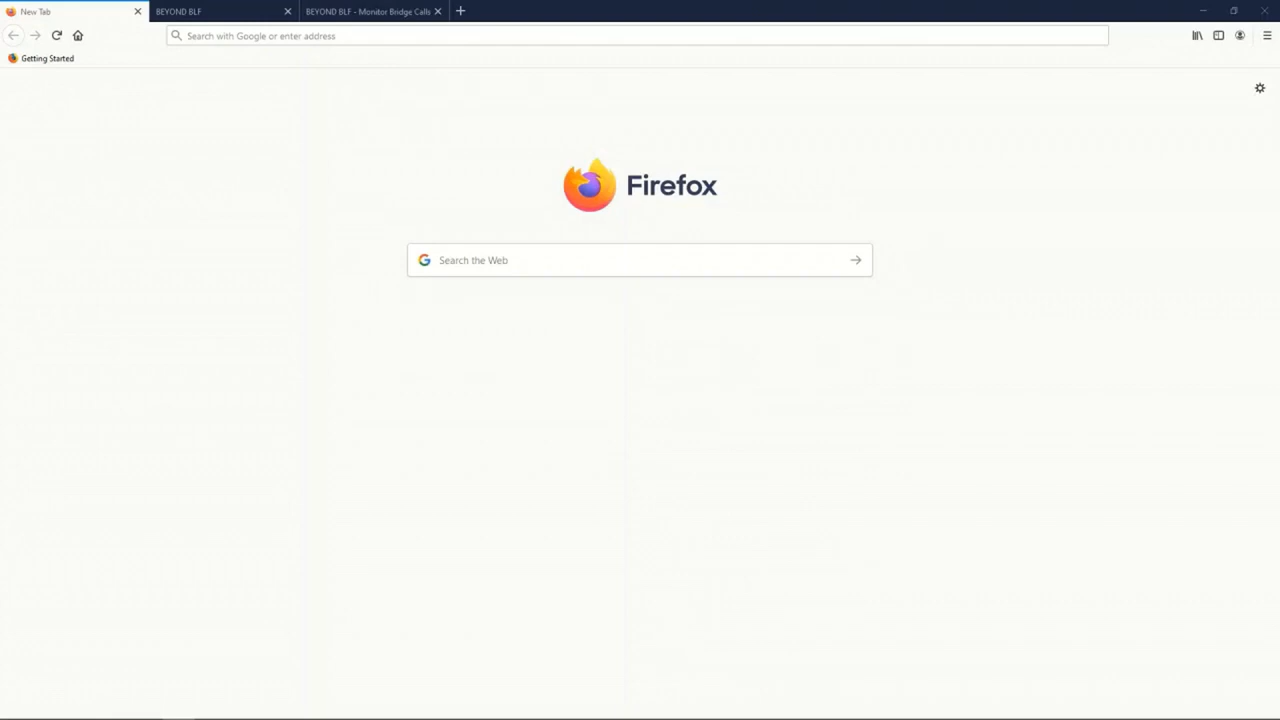 New Tab
BEYOND BLF
BEYOND BLF - Monitor Bridge Calls
Search with Google or enter address
Getting Started
Firefox
Search the Web